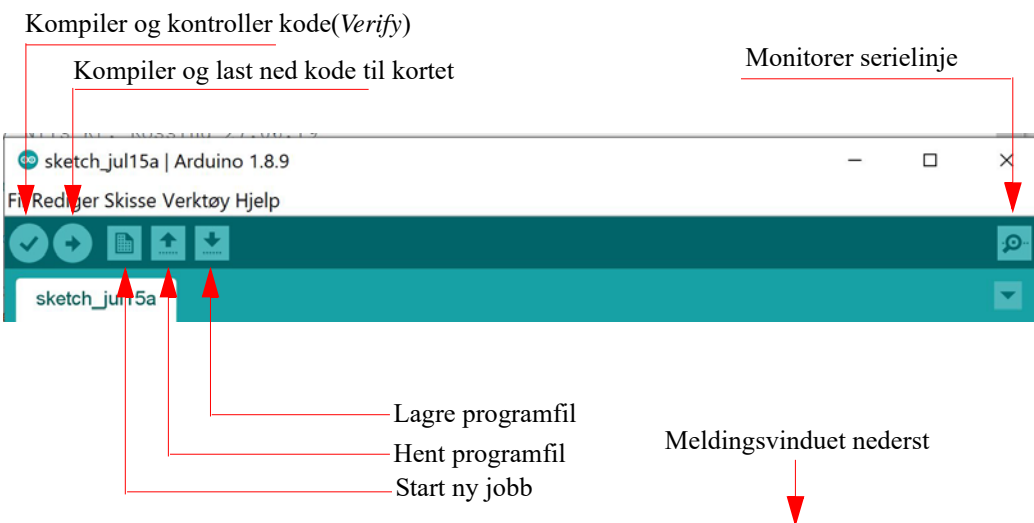 Kompiler og kontroller kode(Verify)
Kompiler og last ned kode til kortet
Monitorer serielinje
sketch_jul15a | Arduino 1.8.9
Rediger Skisse Verktøy Hjelp
sketch_jul15a
Lagre programfil
Hent programfil
Start ny jobb
Meldingsvinduet nederst